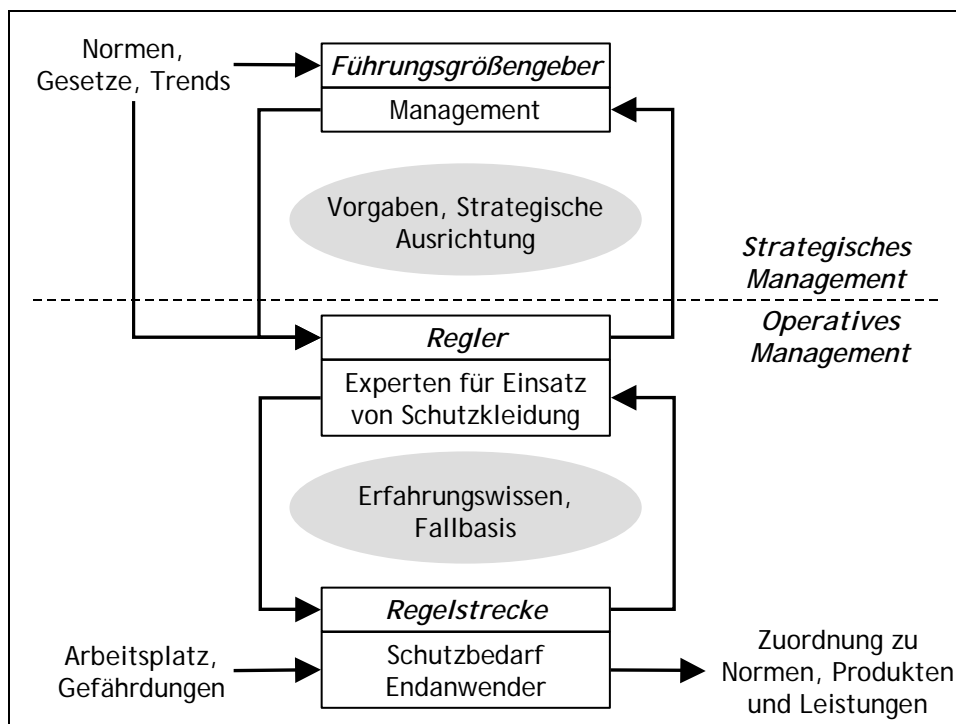 Normen,
Gesetze, Trends
Führungsgrößengeber
Management
Vorgaben, Strategische
Ausrichtung
Strategisches
Management
Operatives
Management
Regler
Experten für Einsatz
von Schutzkleidung
Erfahrungswissen,
Fallbasis
Regelstrecke
Arbeitsplatz,
Gefährdungen
Schutzbedarf
Endanwender
Zuordnung zu
Normen, Produkten
und Leistungen